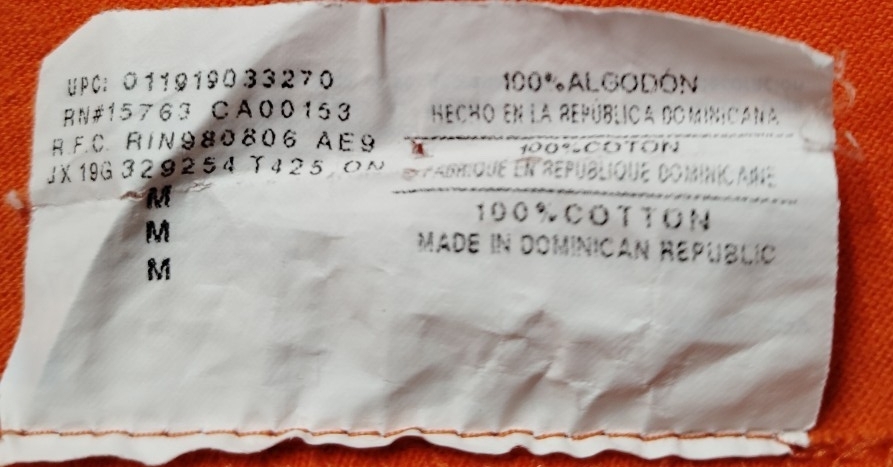 UPC: 011919033270
RN#15763 CA00153
R.F.C. RIN980806 AE9
JX 19G 329254 T425 ON
M
M
M
100% ALGODÓN
HECHO EN LA REPÚBLICA DOMINICANA
100% COTON
FABRIQUE EN REPUBLIQUE DOMINICAINE
100% COTTON
MADE IN DOMINICAN REPUBLIC